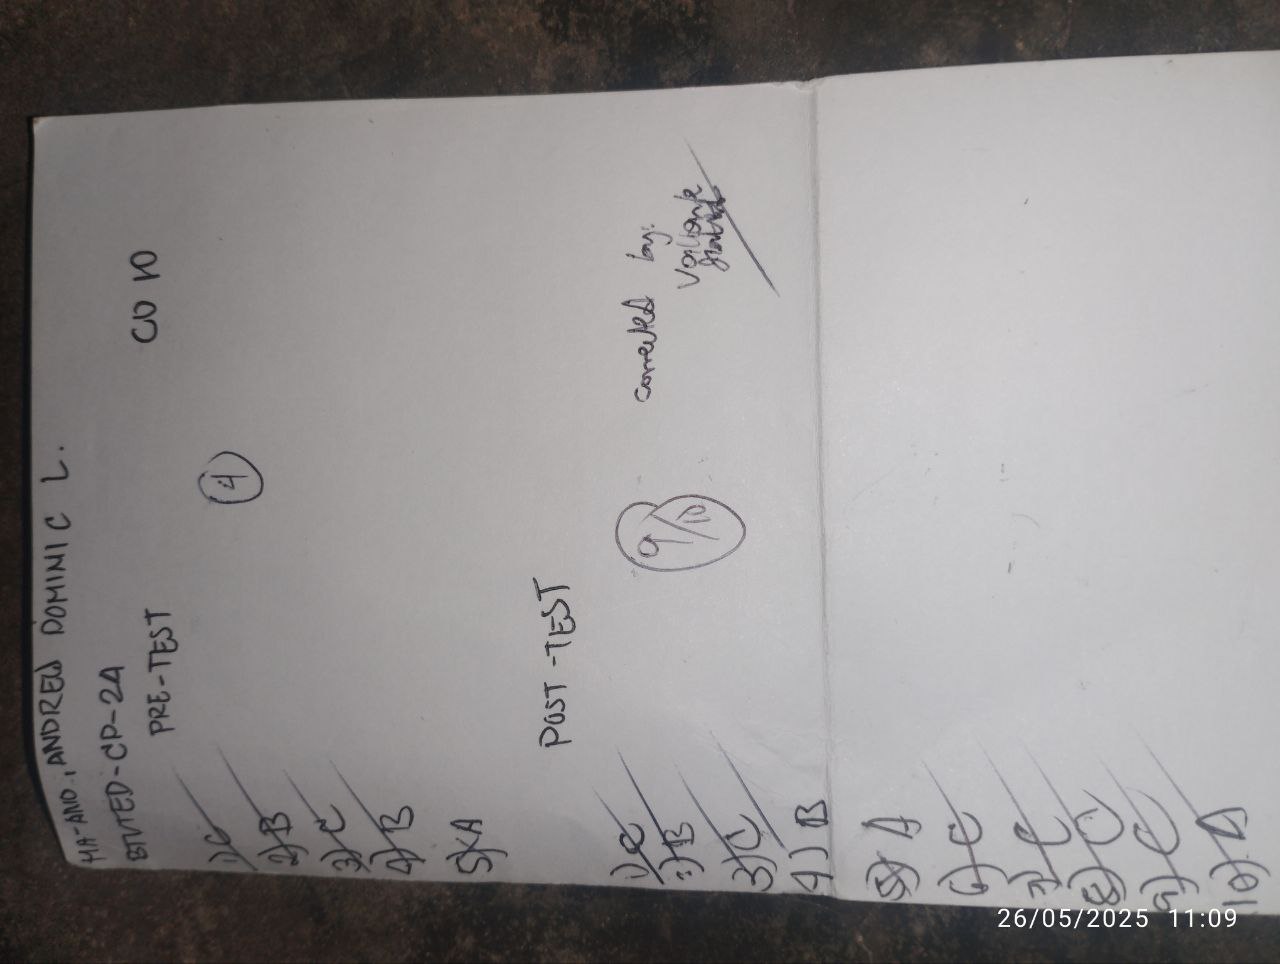 MA-ANO, ANDREW DOMINIC L.
BTVTED-CP-2A
PRE-TEST
CO 10
1) C
4
2) B
3) C
4) B
5) A
POST-TEST
1) C
9/10
corrected by:
2) B
3) C
4) B
5) A
6) C
7) C
8) C
9) C
10) A
26/05/2025 11:09